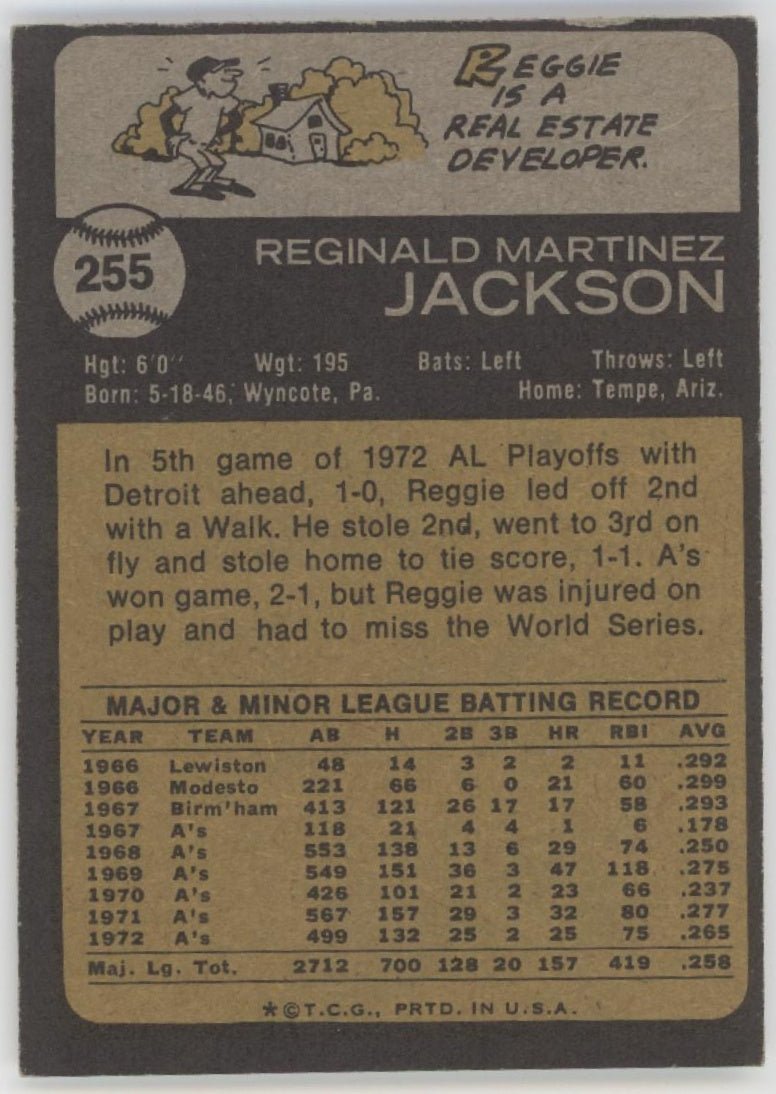 REGGIE
IS A
REAL ESTATE
DEVELOPER.
255
REGINALD MARTINEZ
JACKSON
Hgt: 6'0'' Wgt: 195 Bats: Left Throws: Left
Born: 5-18-46, Wyncote, Pa. Home: Tempe, Ariz.
In 5th game of 1972 AL Playoffs with
Detroit ahead, 1-0, Reggie led off 2nd
with a Walk. He stole 2nd, went to 3rd on
fly and stole home to tie score, 1-1. A's
won game, 2-1, but Reggie was injured on
play and had to miss the World Series.
MAJOR & MINOR LEAGUE BATTING RECORD
YEAR TEAM AB H 2B 3B HR RBI AVG
1966 Lewiston 48 14 3 2 2 11 .292
1966 Modesto 221 66 6 0 21 60 .299
1967 Birm'ham 413 121 26 17 17 58 .293
1967 A's 118 21 4 4 1 6 .178
1968 A's 553 138 13 6 29 74 .250
1969 A's 549 151 36 3 47 118 .275
1970 A's 426 101 21 2 23 66 .237
1971 A's 567 157 29 3 32 80 .277
1972 A's 499 132 25 2 25 75 .265
Maj. Lg. Tot. 2712 700 128 20 157 419 .258
*©T.C.G., PRTD. IN U.S.A.